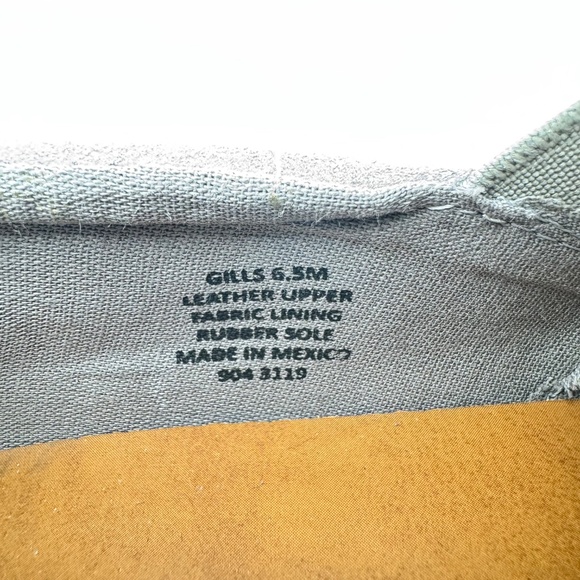 GILLS 6.5M
LEATHER UPPER
FABRIC LINING
RUBBER SOLE
MADE IN MEXICO
904 3119